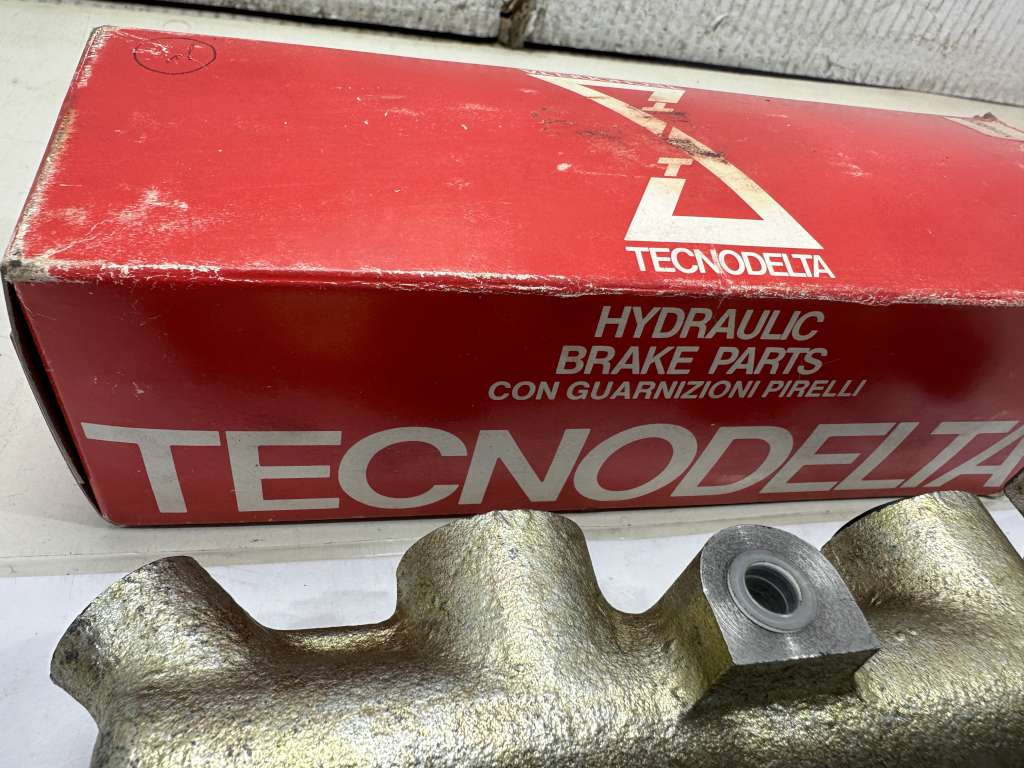 TECNODELTA
HYDRAULIC
BRAKE PARTS
CON GUARNIZIONI PIRELLI
TECNODELTA